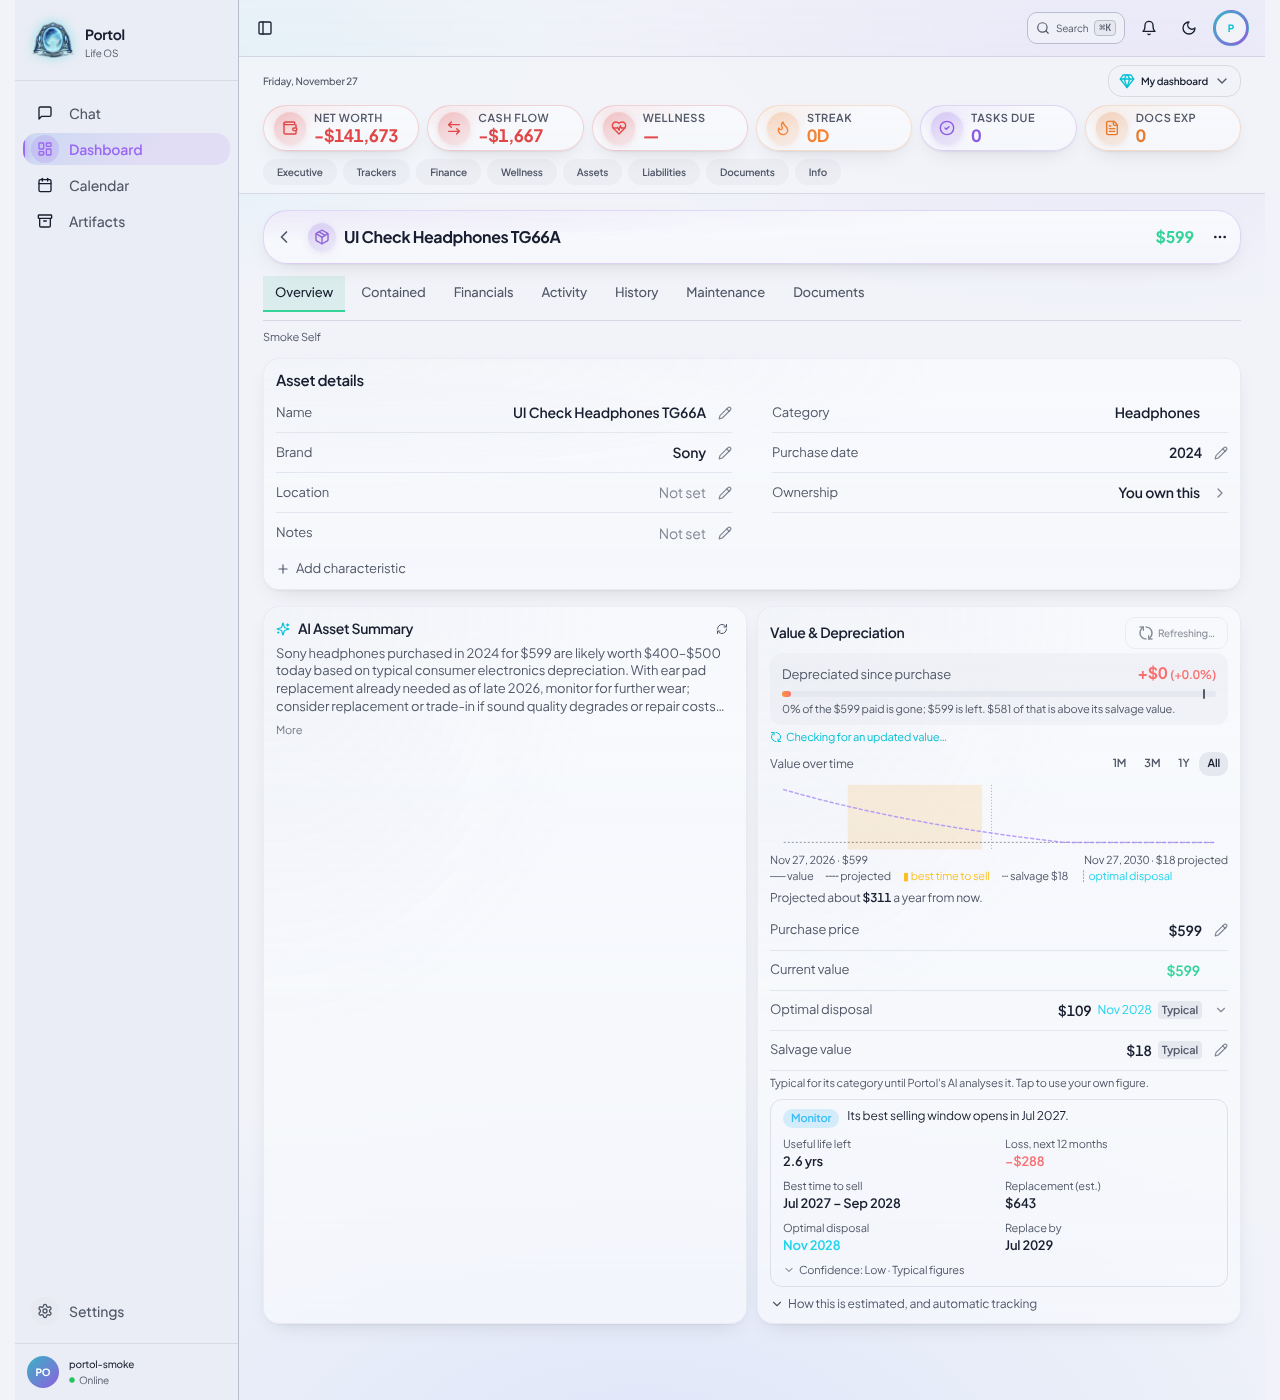 Portol
Life OS
Chat
Dashboard
Calendar
Artifacts
Settings
PO
portol-smoke
Online
Search ⌘K
P
Friday, November 27
My dashboard
NET WORTH
-$141,673
CASH FLOW
-$1,667
WELLNESS
—
STREAK
0D
TASKS DUE
0
DOCS EXP
0
Executive
Trackers
Finance
Wellness
Assets
Liabilities
Documents
Info
UI Check Headphones TG66A
$599
Overview
Contained
Financials
Activity
History
Maintenance
Documents
Smoke Self
Asset details
Name UI Check Headphones TG66A
Category Headphones
Brand Sony
Purchase date 2024
Location Not set
Ownership You own this
Notes Not set
Add characteristic
AI Asset Summary
Sony headphones purchased in 2024 for $599 are likely worth $400–$500
today based on typical consumer electronics depreciation. With ear pad
replacement already needed as of late 2026, monitor for further wear;
consider replacement or trade-in if sound quality degrades or repair costs…
More
Value & Depreciation
Refreshing…
Depreciated since purchase +$0 (+0.0%)
0% of the $599 paid is gone; $599 is left. $581 of that is above its salvage value.
Checking for an updated value…
Value over time
1M 3M 1Y All
Nov 27, 2026 · $599 Nov 27, 2030 · $18 projected
value projected best time to sell salvage $18 optimal disposal
Projected about $311 a year from now.
Purchase price $599
Current value $599
Optimal disposal $109 Nov 2028 Typical
Salvage value $18 Typical
Typical for its category until Portol's AI analyses it. Tap to use your own figure.
Monitor Its best selling window opens in Jul 2027.
Useful life left
2.6 yrs
Loss, next 12 months
−$288
Best time to sell
Jul 2027 – Sep 2028
Replacement (est.)
$643
Optimal disposal
Nov 2028
Replace by
Jul 2029
Confidence: Low · Typical figures
How this is estimated, and automatic tracking